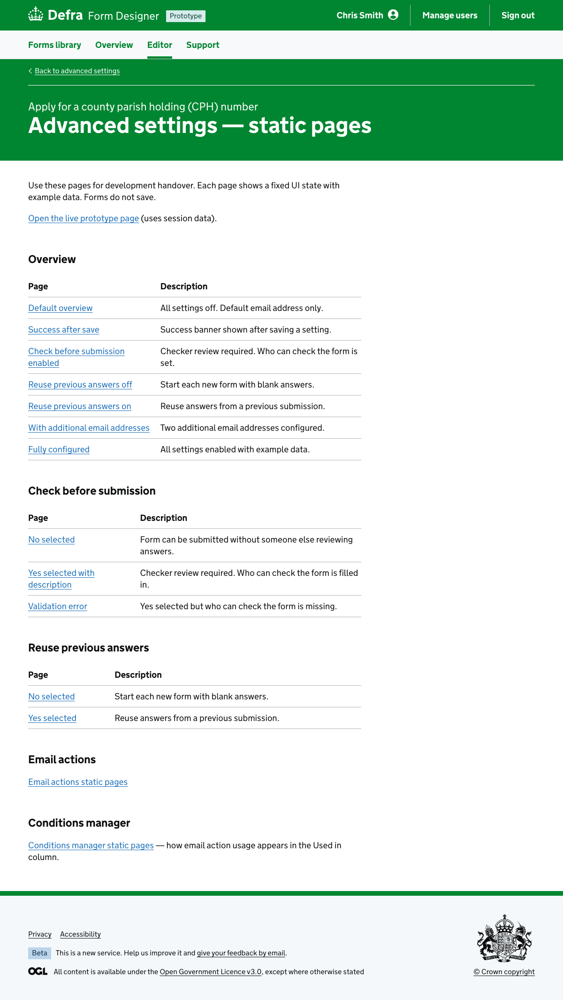 Defra Form Designer Prototype
Chris Smith Manage users Sign out
Forms library Overview Editor Support
Back to advanced settings
Apply for a county parish holding (CPH) number
Advanced settings — static pages
Use these pages for development handover. Each page shows a fixed UI state with
example data. Forms do not save.
Open the live prototype page (uses session data).
Overview
Page Description
Default overview All settings off. Default email address only.
Success after save Success banner shown after saving a setting.
Check before submission
enabled
Checker review required. Who can check the form is
set.
Reuse previous answers off Start each new form with blank answers.
Reuse previous answers on Reuse answers from a previous submission.
With additional email addresses Two additional email addresses configured.
Fully configured All settings enabled with example data.
Check before submission
Page Description
No selected
Form can be submitted without someone else reviewing
answers.
Yes selected with
description
Checker review required. Who can check the form is filled
in.
Validation error Yes selected but who can check the form is missing.
Reuse previous answers
Page Description
No selected Start each new form with blank answers.
Yes selected Reuse answers from a previous submission.
Email actions
Email actions static pages
Conditions manager
Conditions manager static pages — how email action usage appears in the Used in
column.
Privacy Accessibility
Beta This is a new service. Help us improve it and give your feedback by email.
OGL All content is available under the Open Government Licence v3.0, except where otherwise stated
© Crown copyright